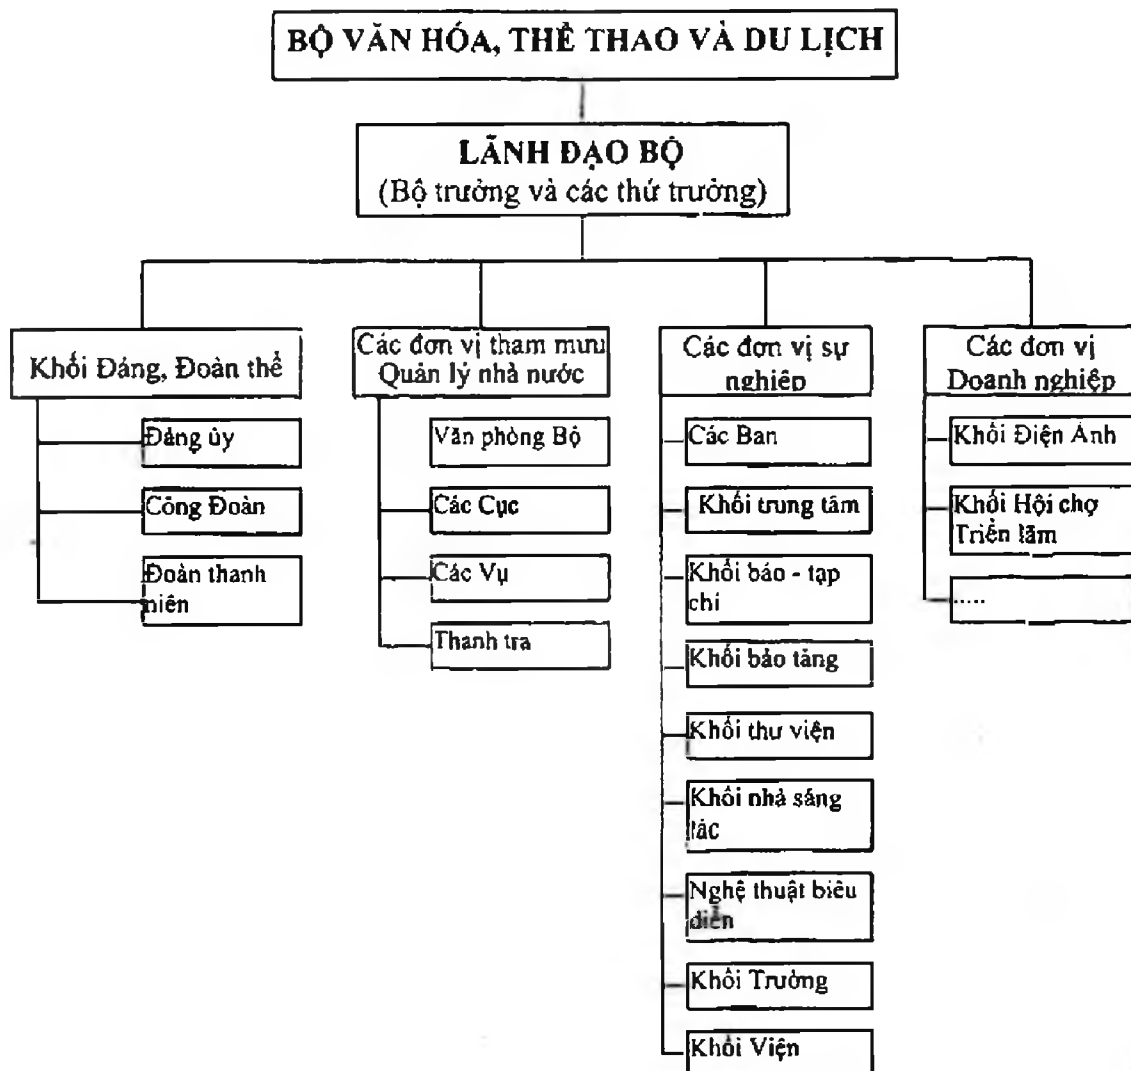 BỘ VĂN HÓA, THỂ THAO VÀ DU LỊCH
LÃNH ĐẠO BỘ
(Bộ trưởng và các thứ trưởng)
Khối Đảng, Đoàn thể
Đảng ủy
Công Đoàn
Đoàn thanh
niên
Các đơn vị tham mưu
Quản lý nhà nước
Văn phòng Bộ
Các Cục
Các Vụ
Thanh tra
Các đơn vị sự
nghiệp
Các Ban
Khối trung tâm
Khối báo - tạp
chí
Khối bảo tàng
Khối thư viện
Khối nhà sáng
tác
Nghệ thuật biểu
diễn
Khối Trường
Khối Viện
Các đơn vị
Doanh nghiệp
Khối Điện Ảnh
Khối Hội chợ
Triển lãm
.....